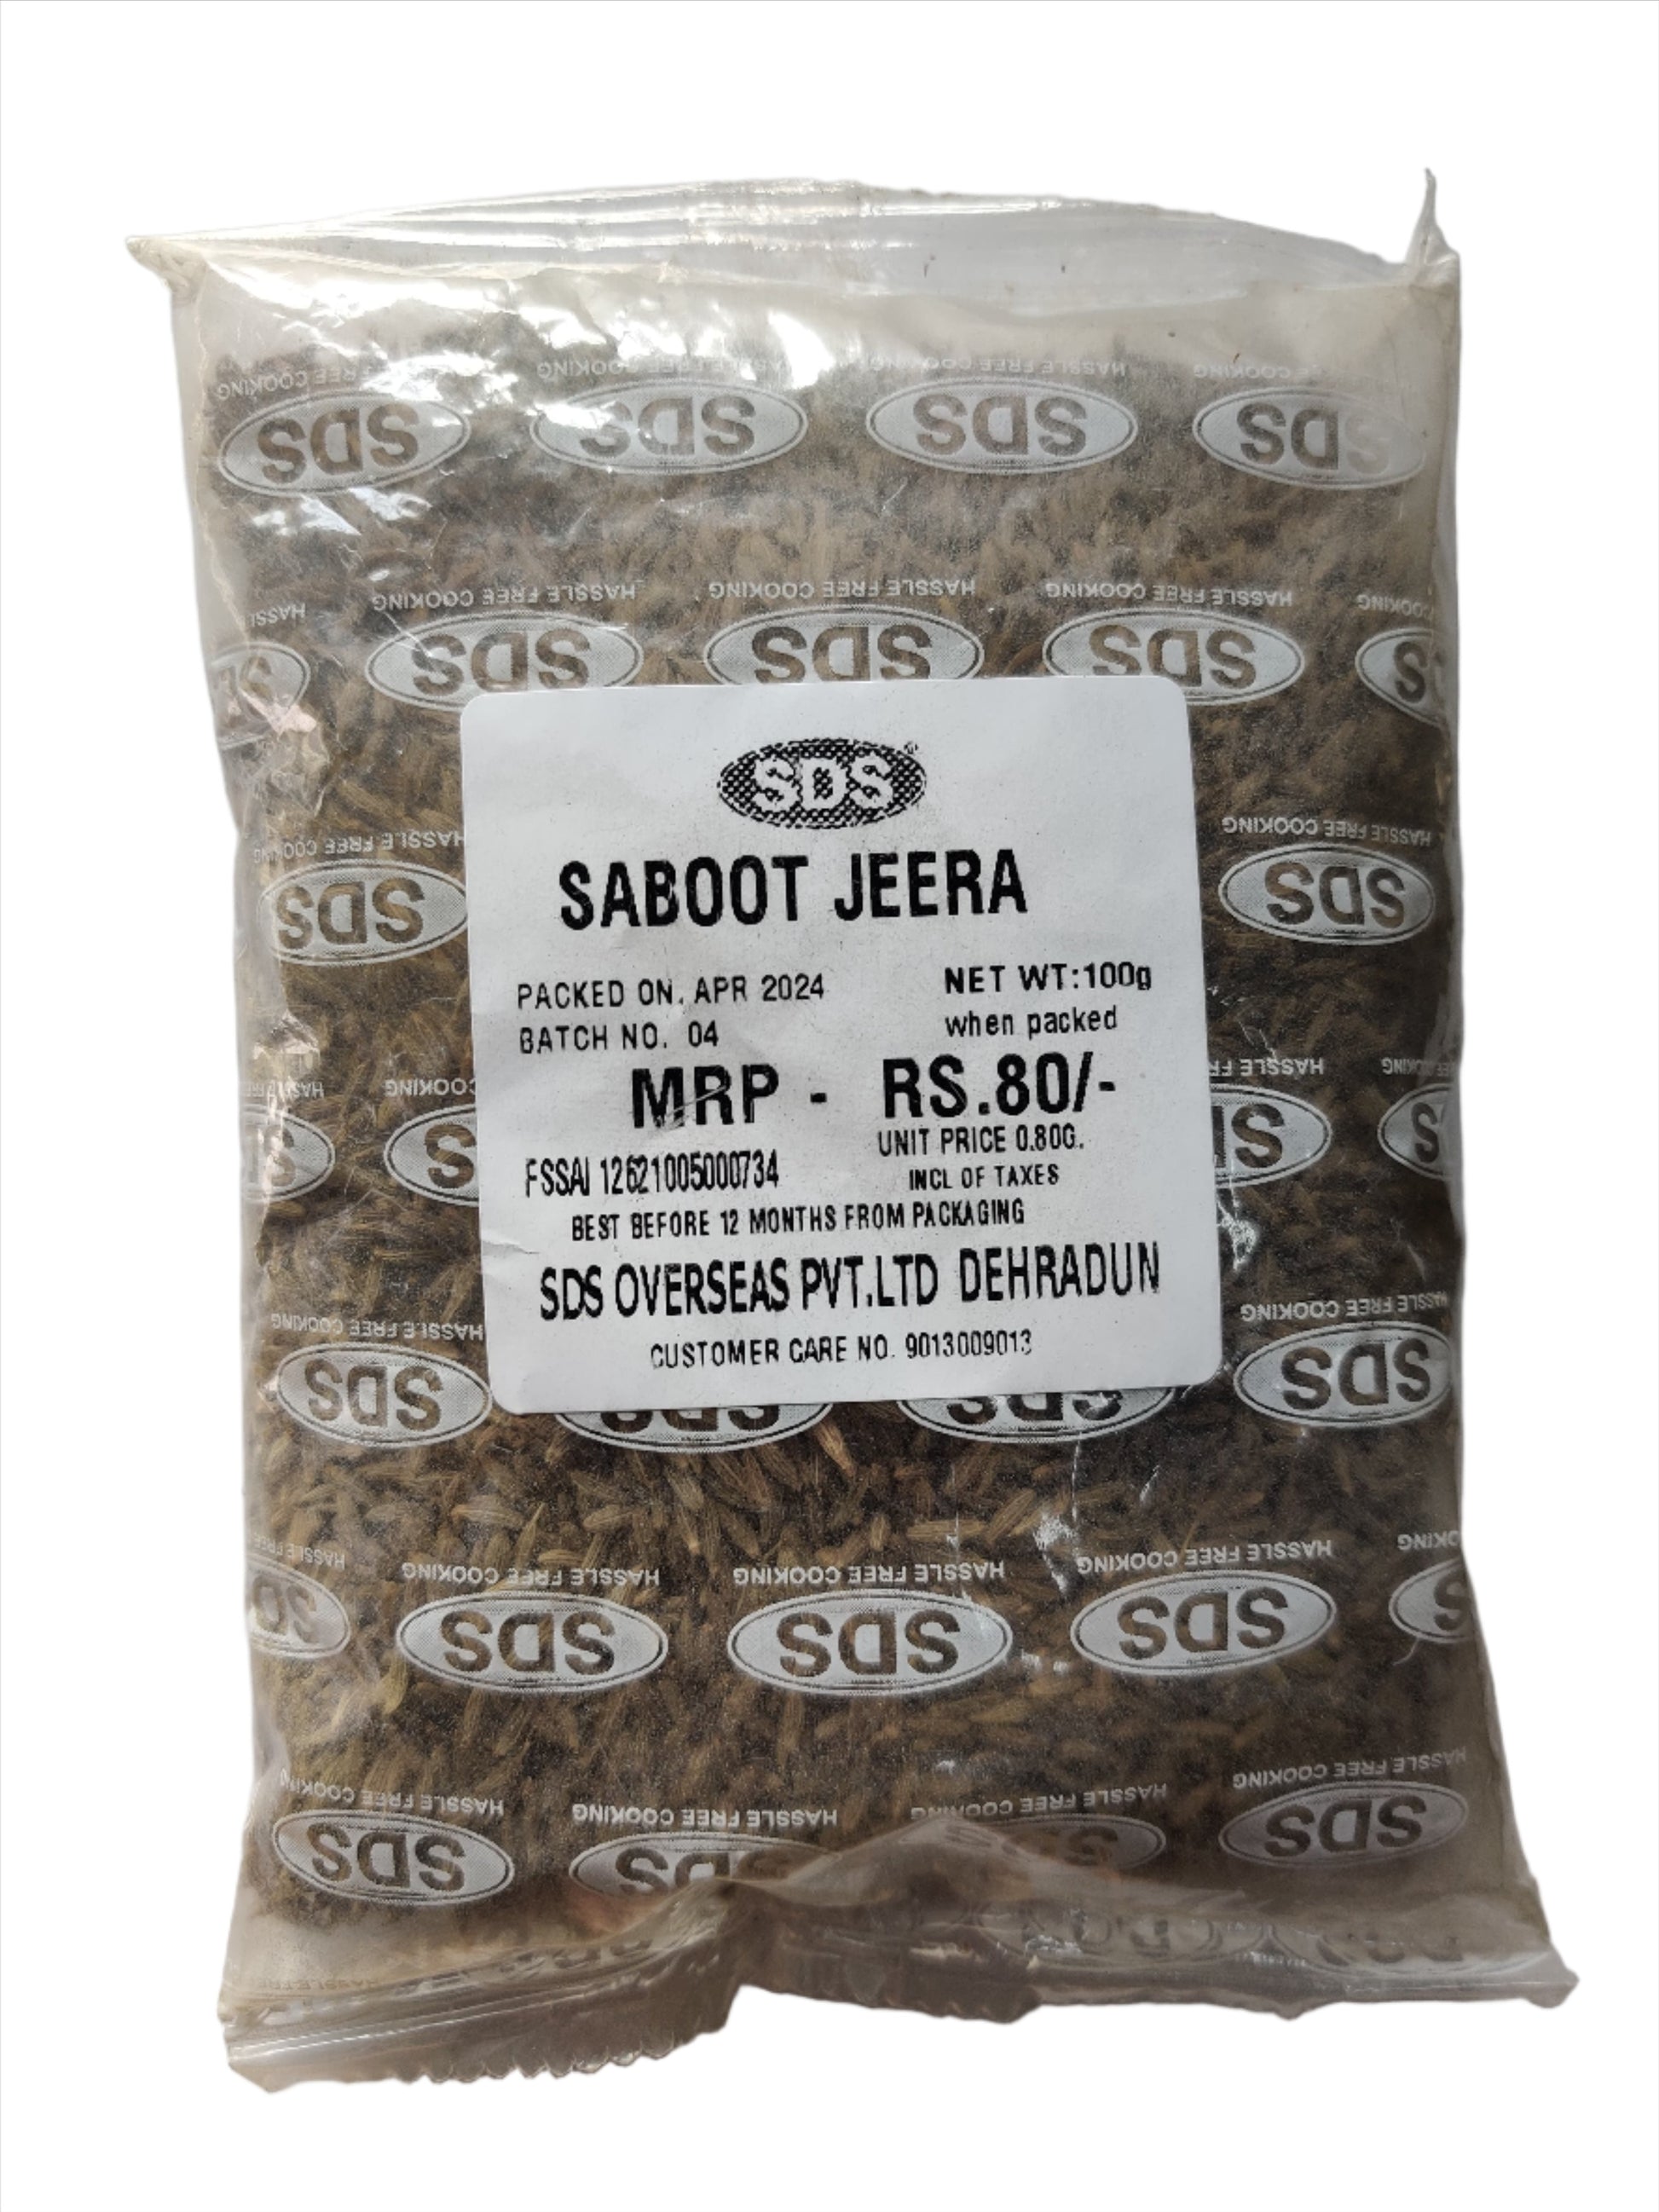 SDS
SABOOT JEERA
PACKED ON. APR 2024
BATCH NO. 04
NET WT:100g
when packed
MRP - RS.80/-
UNIT PRICE 0.80G.
FSSAI 12621005000734
INCL OF TAXES
BEST BEFORE 12 MONTHS FROM PACKAGING
SDS OVERSEAS PVT.LTD DEHRADUN
CUSTOMER CARE NO. 9013009013
HASSLE FREE COOKING
SDS